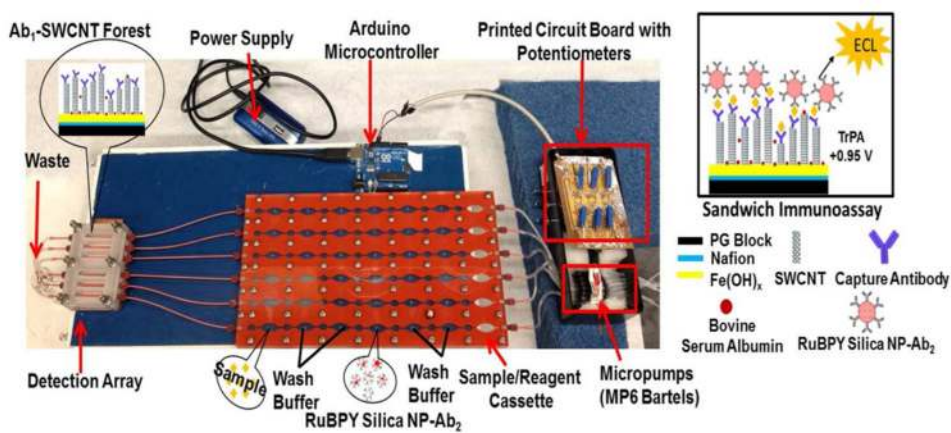 Ab₁-SWCNT Forest
Power Supply
Arduino
Microcontroller
Printed Circuit Board with
Potentiometers
Waste
Detection Array
Sample
Wash
Buffer
RuBPY Silica NP-Ab₂
Wash
Buffer
Sample/Reagent
Cassette
Micropumps
(MP6 Bartels)
ECL
TrPA
+0.95 V
Sandwich Immunoassay
PG Block
Nafion
Fe(OH)ₓ
SWCNT
Capture Antibody
Bovine
Serum Albumin
RuBPY Silica NP-Ab₂